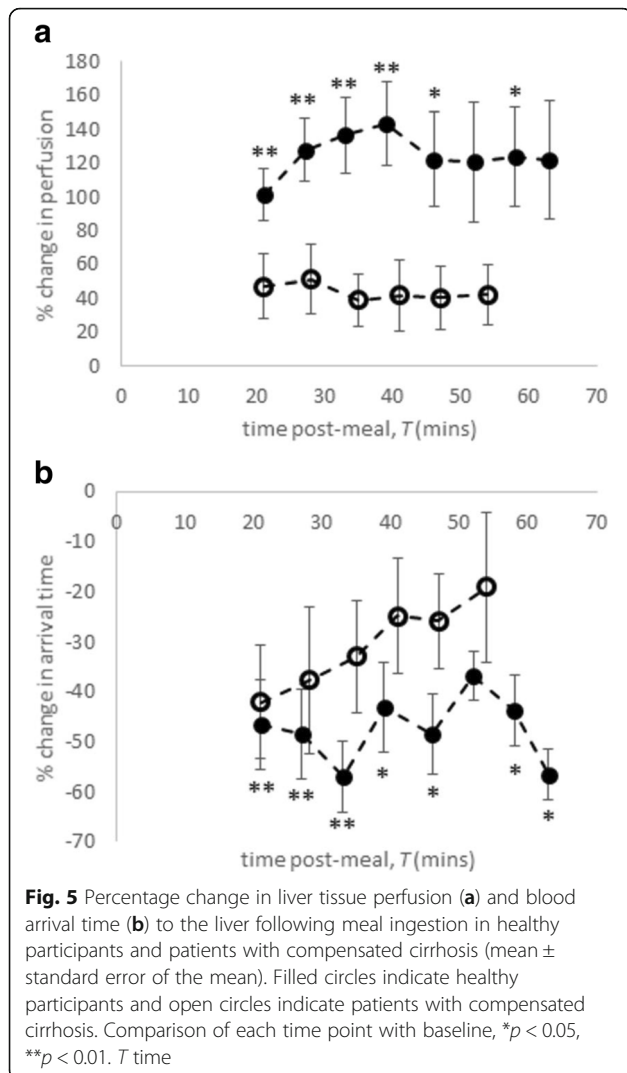 a
180
160
140
120
100
80
60
40
20
0
% change in perfusion
**
**
**
**
*
*
0 10 20 30 40 50 60 70
time post-meal, T (mins)
b
0
-10
-20
-30
-40
-50
-60
-70
% change in arrival time
0 10 20 30 40 50 60 70
**
**
**
*
*
*
*
time post-meal, T (mins)
Fig. 5 Percentage change in liver tissue perfusion (a) and blood
arrival time (b) to the liver following meal ingestion in healthy
participants and patients with compensated cirrhosis (mean ±
standard error of the mean). Filled circles indicate healthy
participants and open circles indicate patients with compensated
cirrhosis. Comparison of each time point with baseline, *p < 0.05,
**p < 0.01. T time